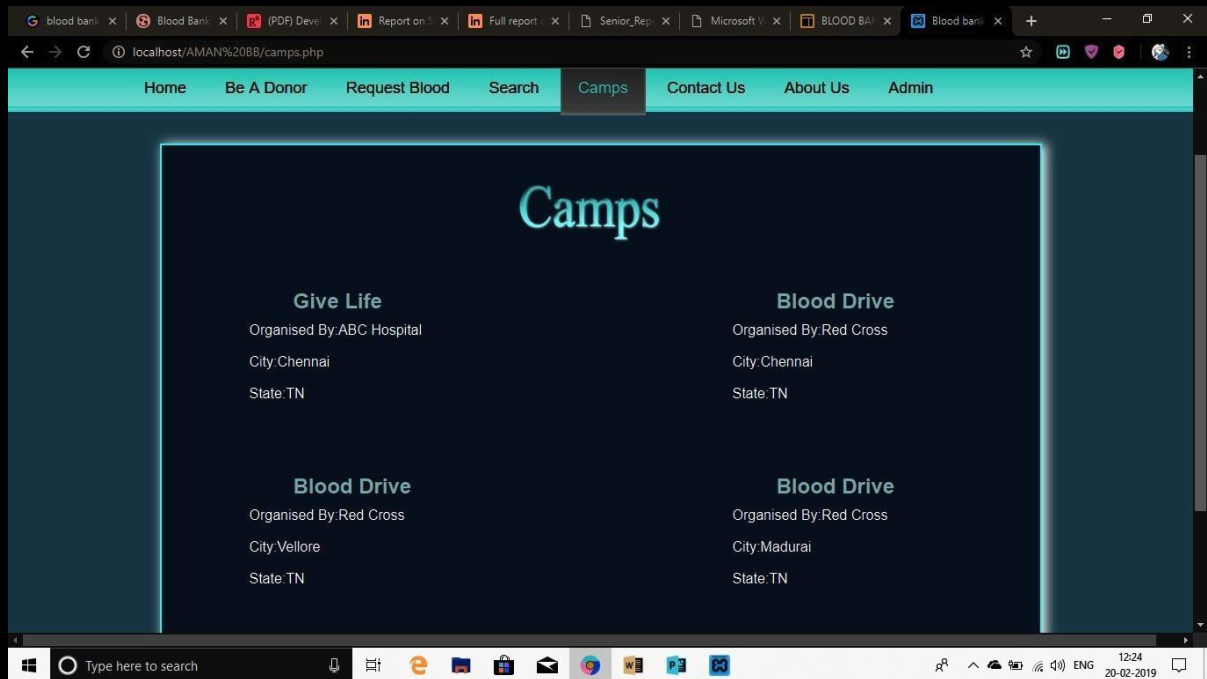 blood bank
Blood Bank
(PDF) Devel
Report on S
Full report
Senior_Rep
Microsoft
BLOOD BA
Blood bank
localhost/AMAN%20BB/camps.php
Home Be A Donor Request Blood Search Camps Contact Us About Us Admin
Camps
Give Life
Organised By:ABC Hospital
City:Chennai
State:TN
Blood Drive
Organised By:Red Cross
City:Chennai
State:TN
Blood Drive
Organised By:Red Cross
City:Vellore
State:TN
Blood Drive
Organised By:Red Cross
City:Madurai
State:TN
Type here to search
ENG
12:24
20-02-2019